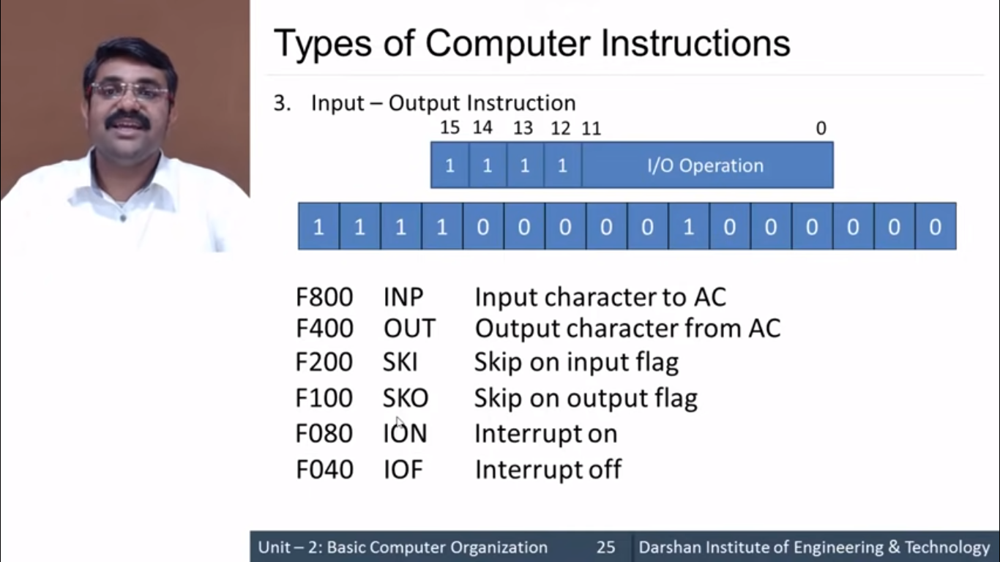 Types of Computer Instructions
3. Input – Output Instruction
15 14 13 12 11 0
1 1 1 1 I/O Operation
1 1 1 1 0 0 0 0 0 1 0 0 0 0 0 0
F800 INP Input character to AC
F400 OUT Output character from AC
F200 SKI Skip on input flag
F100 SKO Skip on output flag
F080 ION Interrupt on
F040 IOF Interrupt off
Unit – 2: Basic Computer Organization 25 Darshan Institute of Engineering & Technology